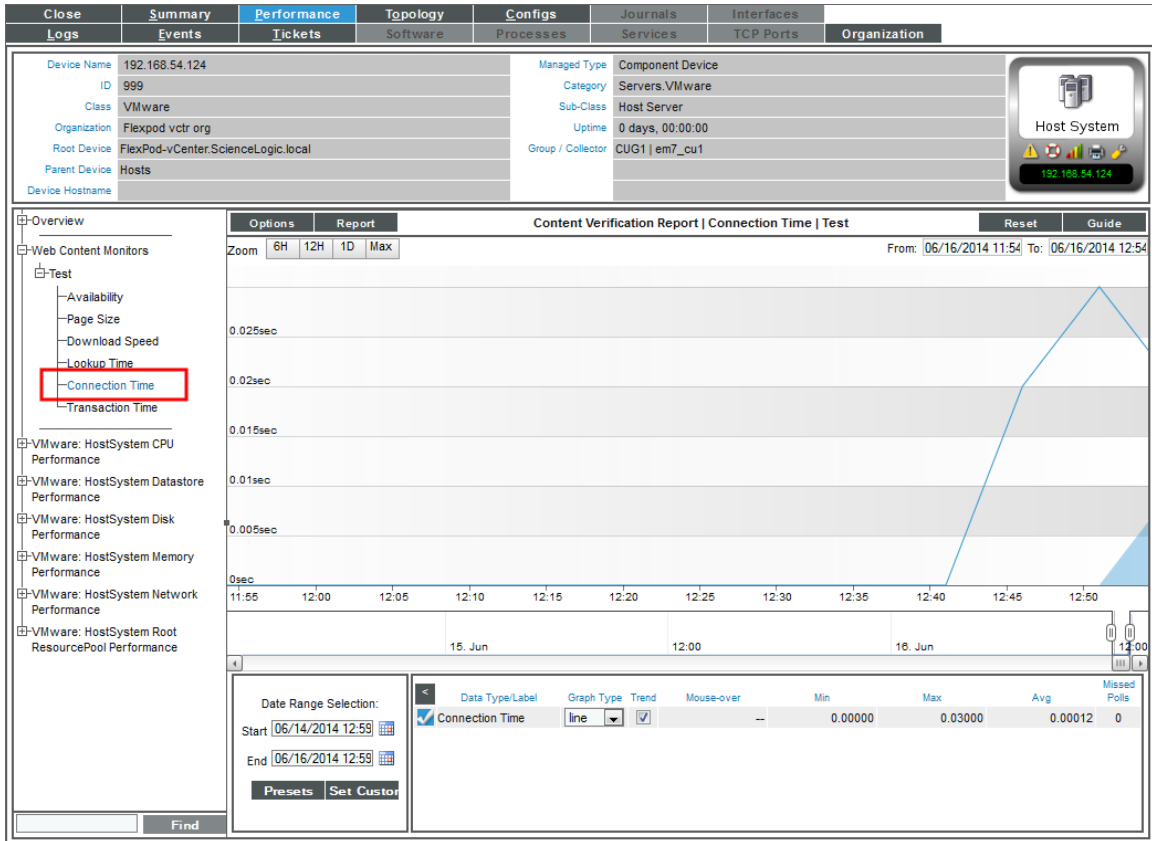 Close Summary Performance Topology Configs Journals Interfaces
Logs Events Tickets Software Processes Services TCP Ports Organization
Device Name 192.168.54.124 Managed Type Component Device
ID 999 Category Servers.VMware
Class VMware Sub-Class Host Server
Organization Flexpod vctr org Uptime 0 days, 00:00:00
Root Device FlexPod-vCenter.ScienceLogic.local Group / Collector CUG1 | em7_cu1
Parent Device Hosts
Device Hostname
Host System
192.168.54.124
Overview
Web Content Monitors
Test
Availability
Page Size
Download Speed
Lookup Time
Connection Time
Transaction Time
VMware: HostSystem CPU
Performance
VMware: HostSystem Datastore
Performance
VMware: HostSystem Disk
Performance
VMware: HostSystem Memory
Performance
VMware: HostSystem Network
Performance
VMware: HostSystem Root
ResourcePool Performance
Find
Options Report Content Verification Report | Connection Time | Test Reset Guide
Zoom 6H 12H 1D Max From: 06/16/2014 11:54 To: 06/16/2014 12:54
0.025sec
0.02sec
0.015sec
0.01sec
0.005sec
0sec
11:55 12:00 12:05 12:10 12:15 12:20 12:25 12:30 12:35 12:40 12:45 12:50
15. Jun 12:00 16. Jun 12:00
Date Range Selection:
Start 06/14/2014 12:59
End 06/16/2014 12:59
Presets Set Custor
< Data Type/Label Graph Type Trend Mouse-over Min Max Avg Missed Polls
Connection Time line -- 0.00000 0.03000 0.00012 0